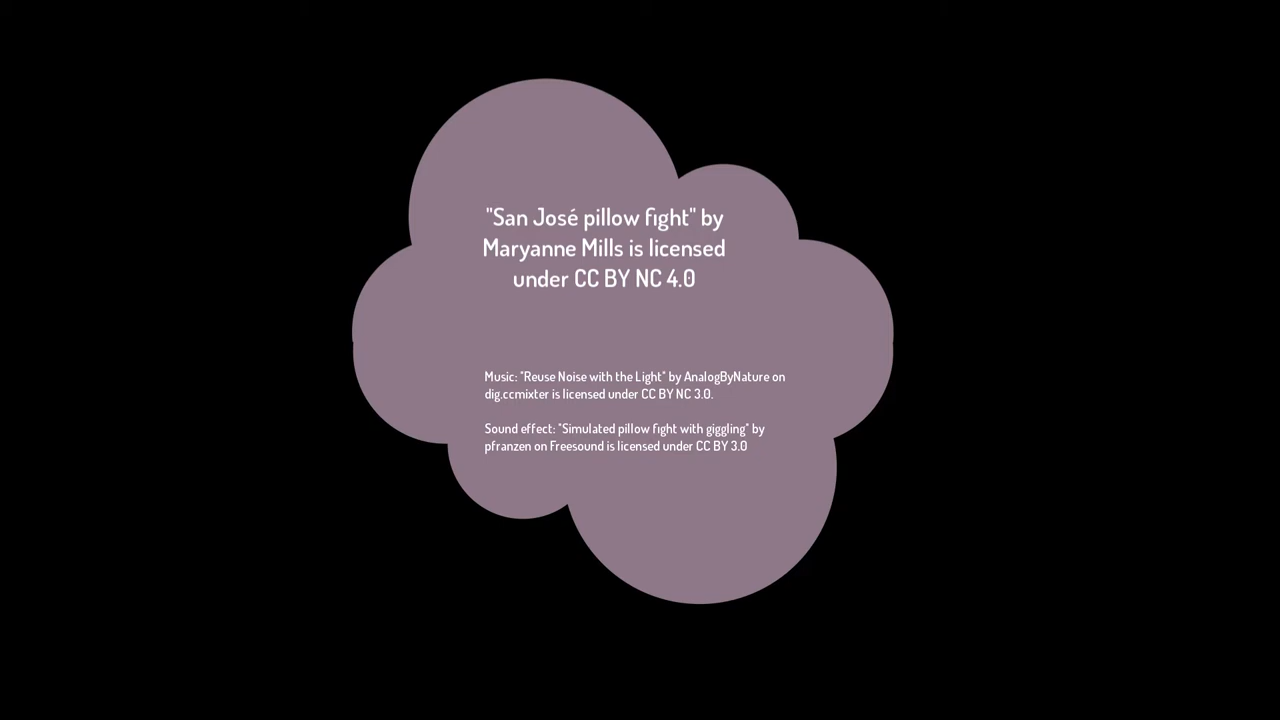 "San José pillow fight" by
Maryanne Mills is licensed
under CC BY NC 4.0
Music: "Reuse Noise with the Light" by AnalogByNature on
dig.ccmixter is licensed under CC BY NC 3.0.
Sound effect: "Simulated pillow fight with giggling" by
pfranzen on Freesound is licensed under CC BY 3.0